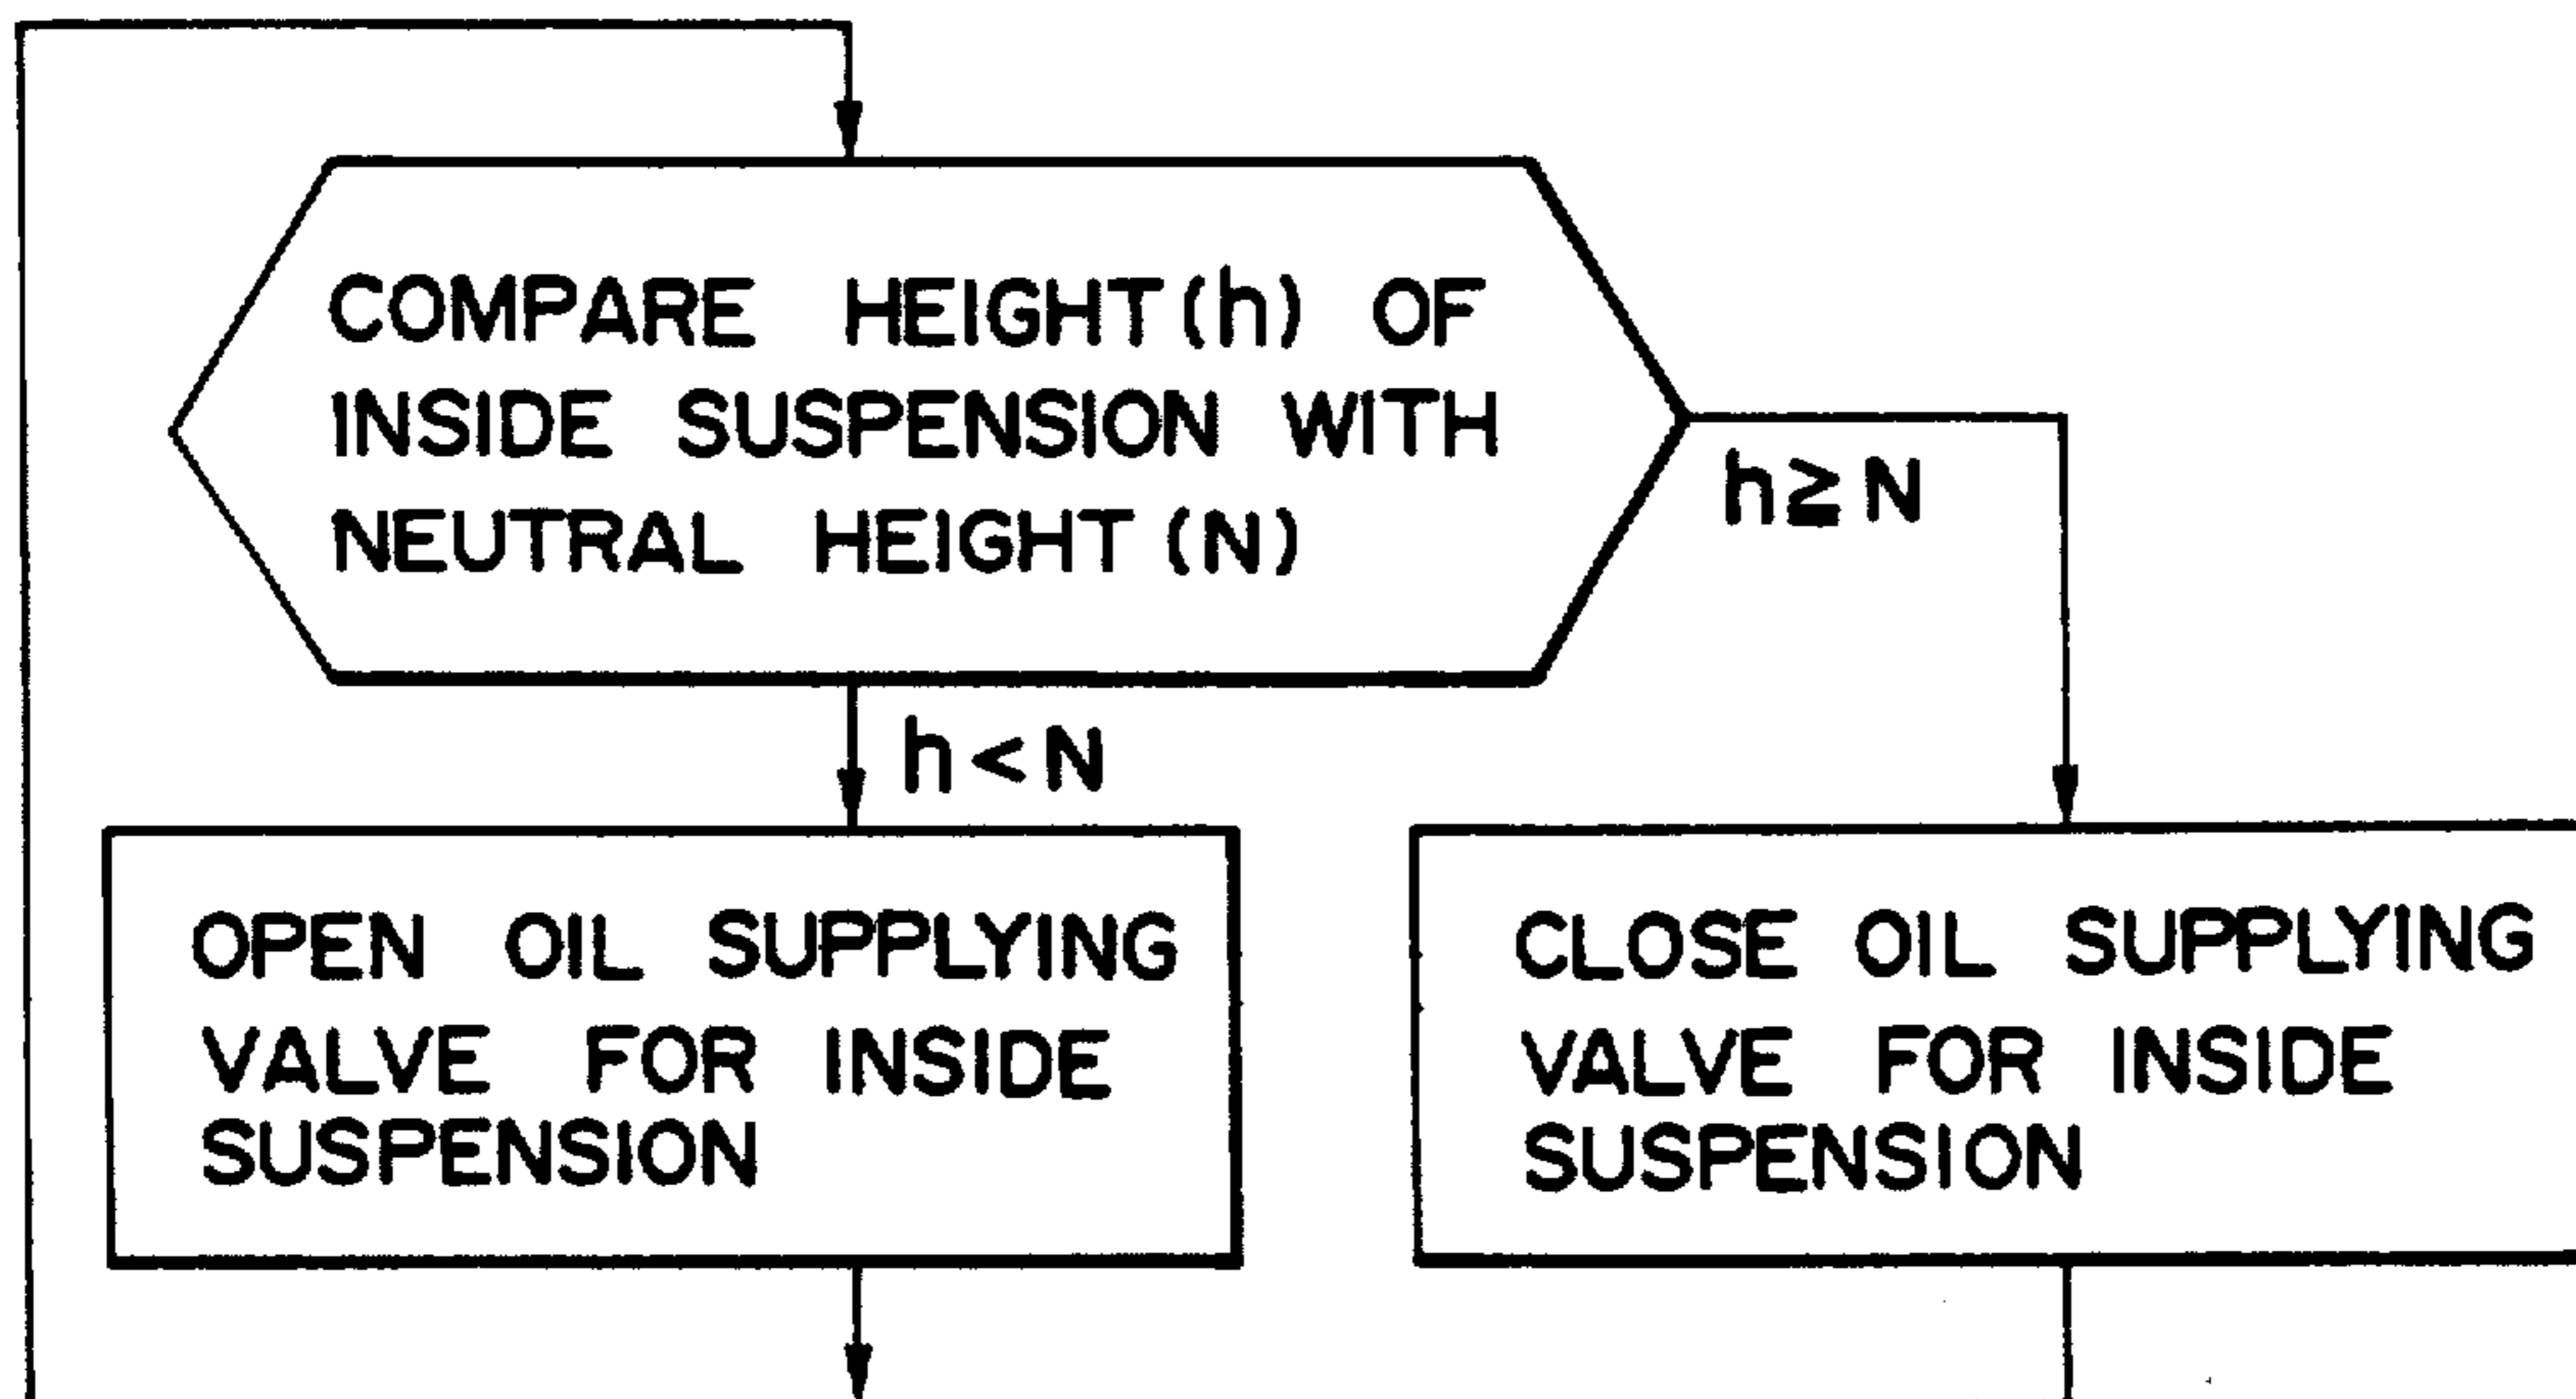 COMPARE HEIGHT(h) OF
INSIDE SUSPENSION WITH
NEUTRAL HEIGHT (N)
h≧N
h<N
OPEN OIL SUPPLYING
VALVE FOR INSIDE
SUSPENSION
CLOSE OIL SUPPLYING
VALVE FOR INSIDE
SUSPENSION